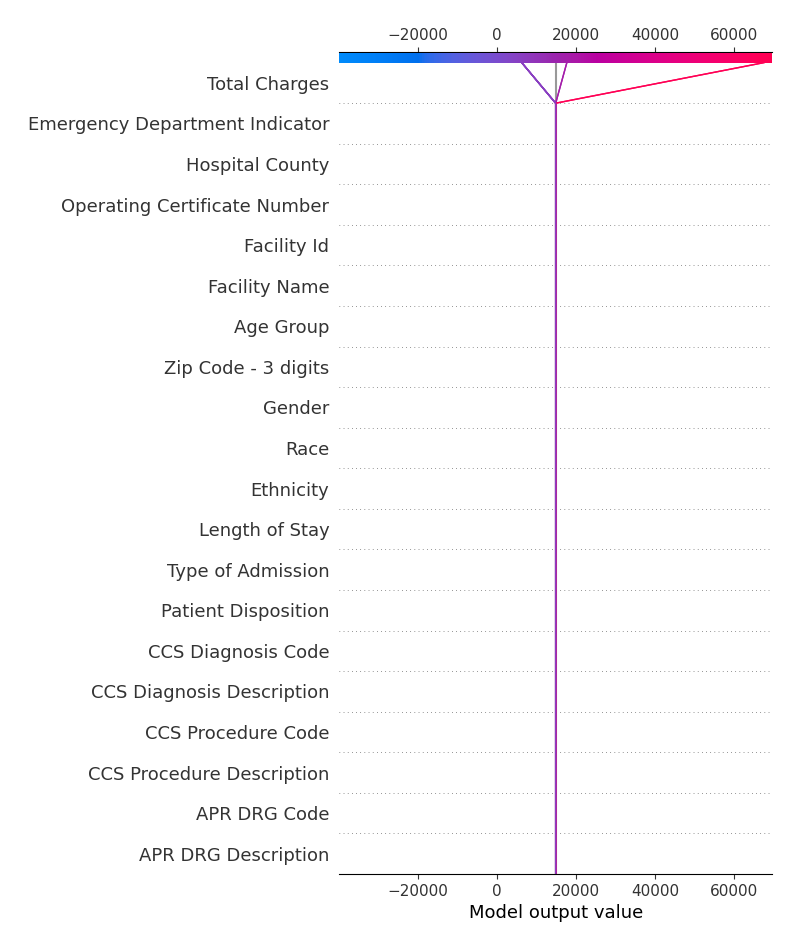 −20000 0 20000 40000 60000
Total Charges
Emergency Department Indicator
Hospital County
Operating Certificate Number
Facility Id
Facility Name
Age Group
Zip Code - 3 digits
Gender
Race
Ethnicity
Length of Stay
Type of Admission
Patient Disposition
CCS Diagnosis Code
CCS Diagnosis Description
CCS Procedure Code
CCS Procedure Description
APR DRG Code
APR DRG Description
−20000 0 20000 40000 60000
Model output value